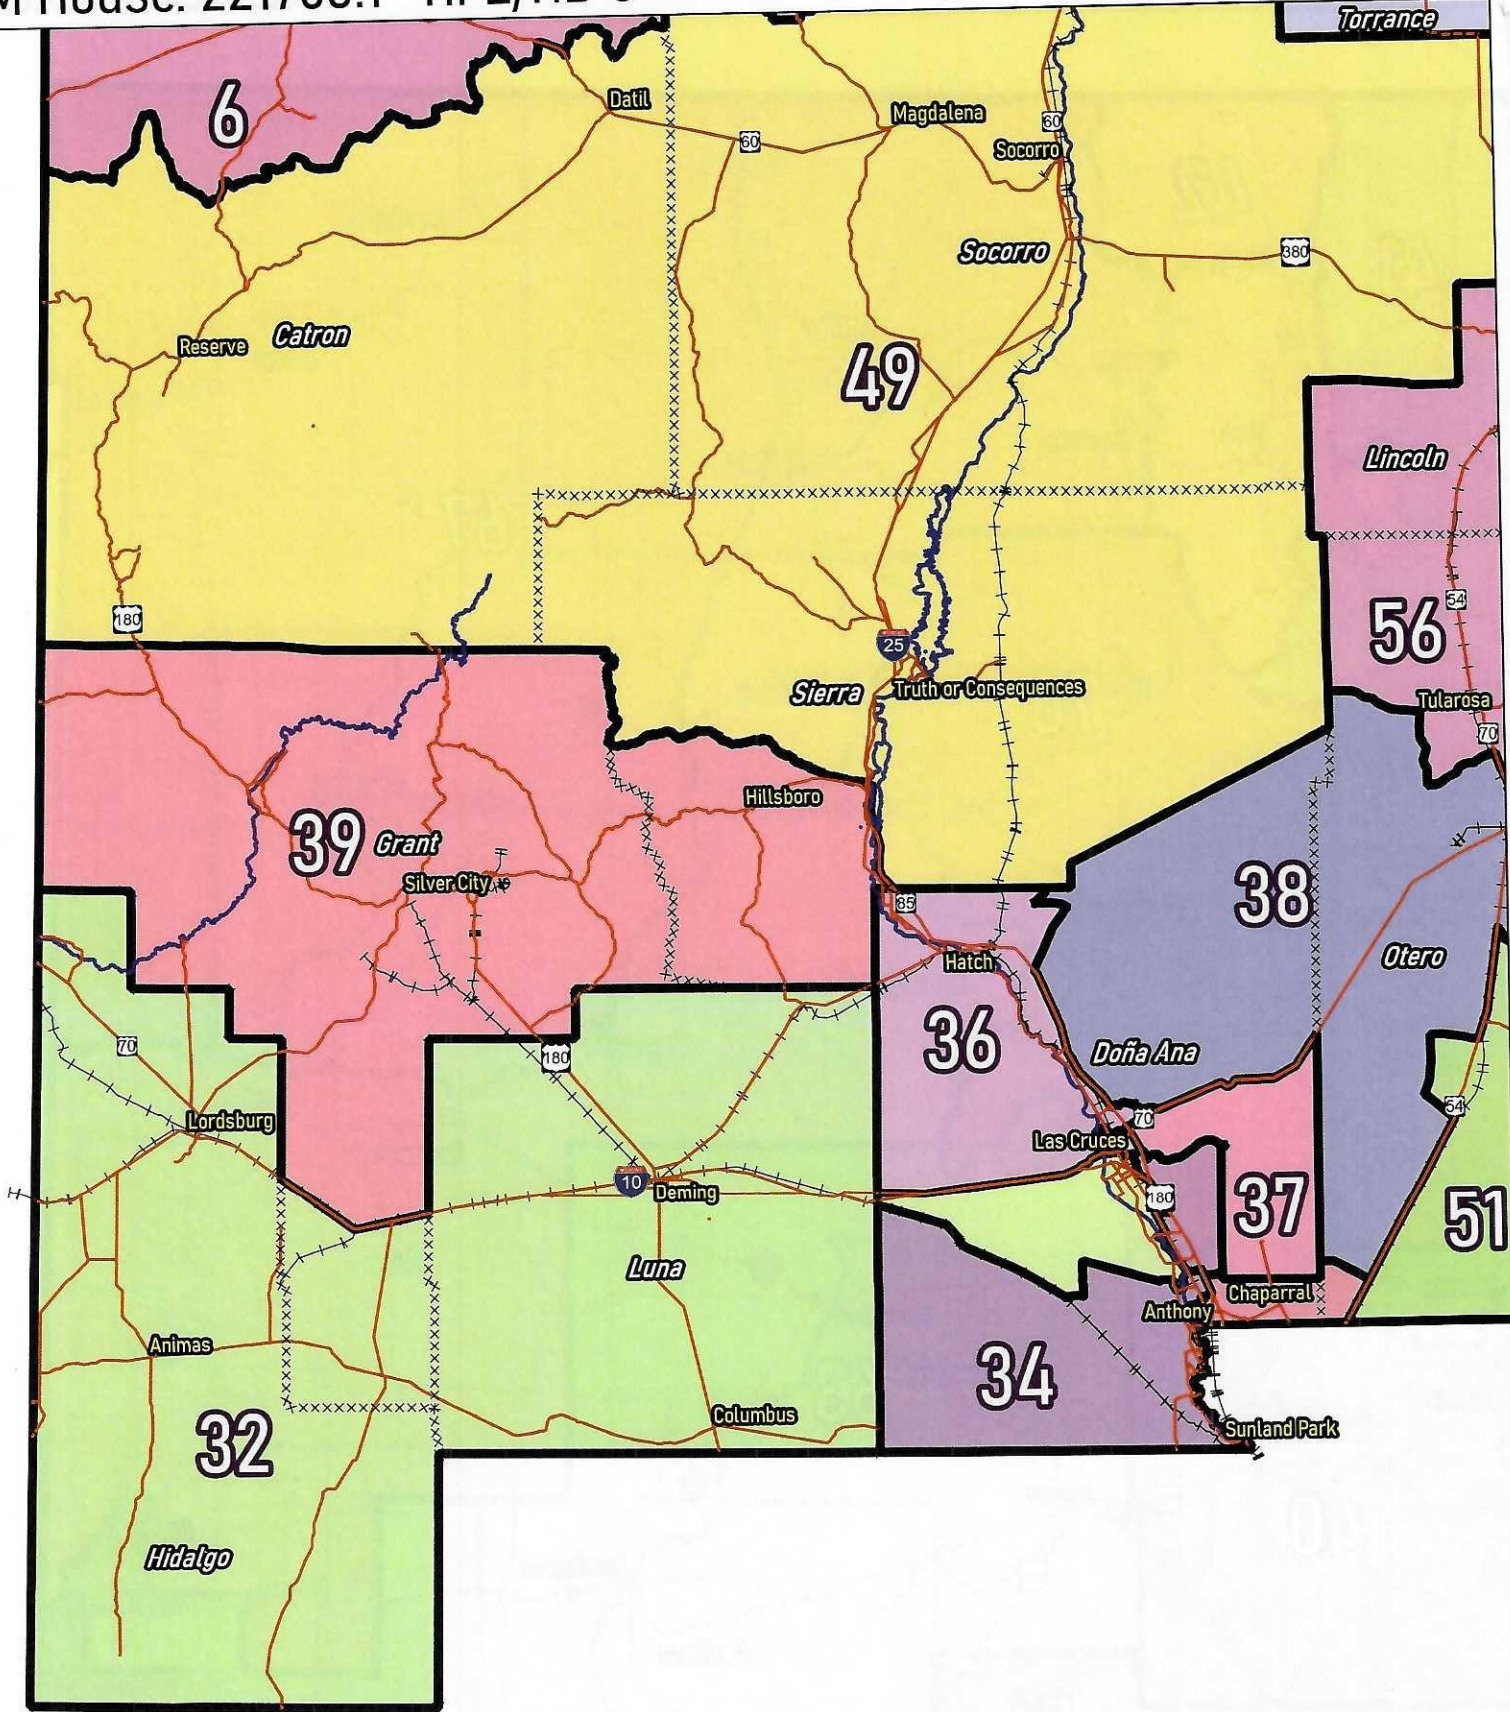 Torrance
6
Datil
Magdalena
60
60
Socorro
Socorro
380
Reserve
Catron
49
Lincoln
180
54
56
25
Sierra
Truth or Consequences
Tularosa
70
Hillsboro
39
Grant
Silver City
85
38
Hatch
Otero
36
70
180
Doña Ana
54
70
Lordsburg
Las Cruces
10
Deming
180
37
51
Luna
Chaparral
Anthony
Animas
34
Columbus
Sunland Park
32
Hidalgo